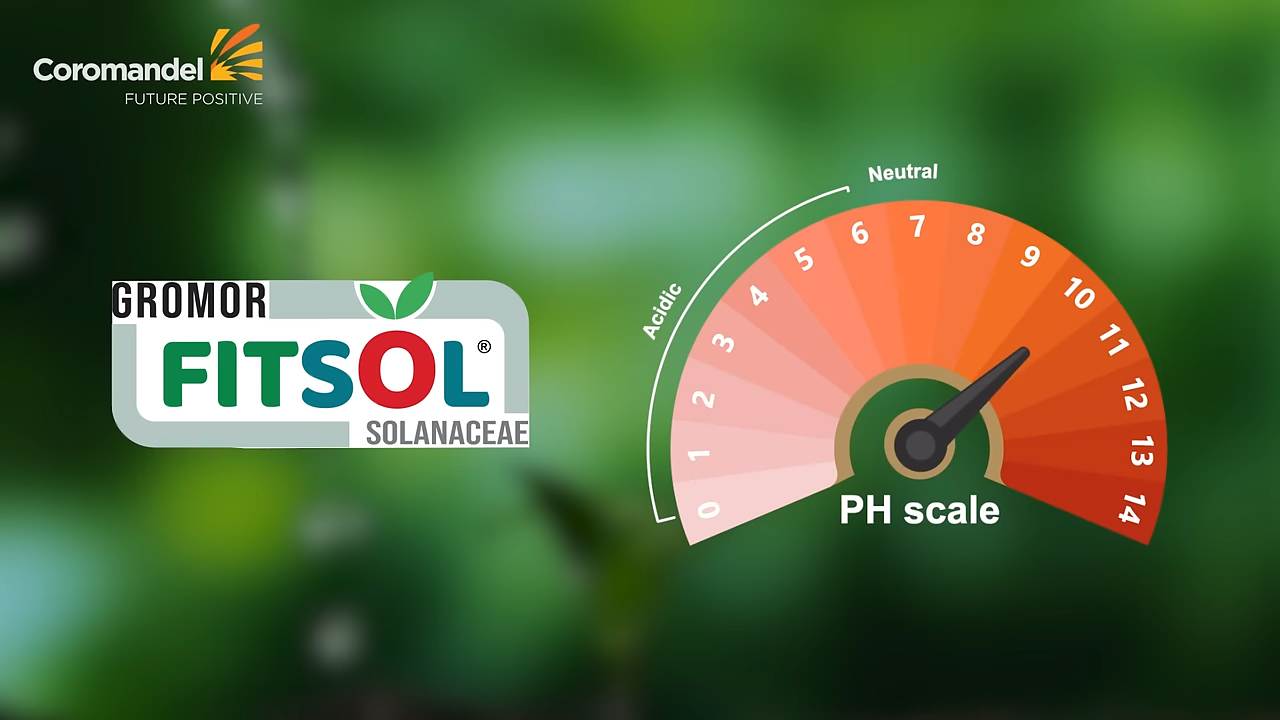 Coromandel
FUTURE POSITIVE
GROMOR
FITSOL®
SOLANACEAE
Acidic
Neutral
0
1
2
3
4
5
6
7
8
9
10
11
12
13
14
PH scale